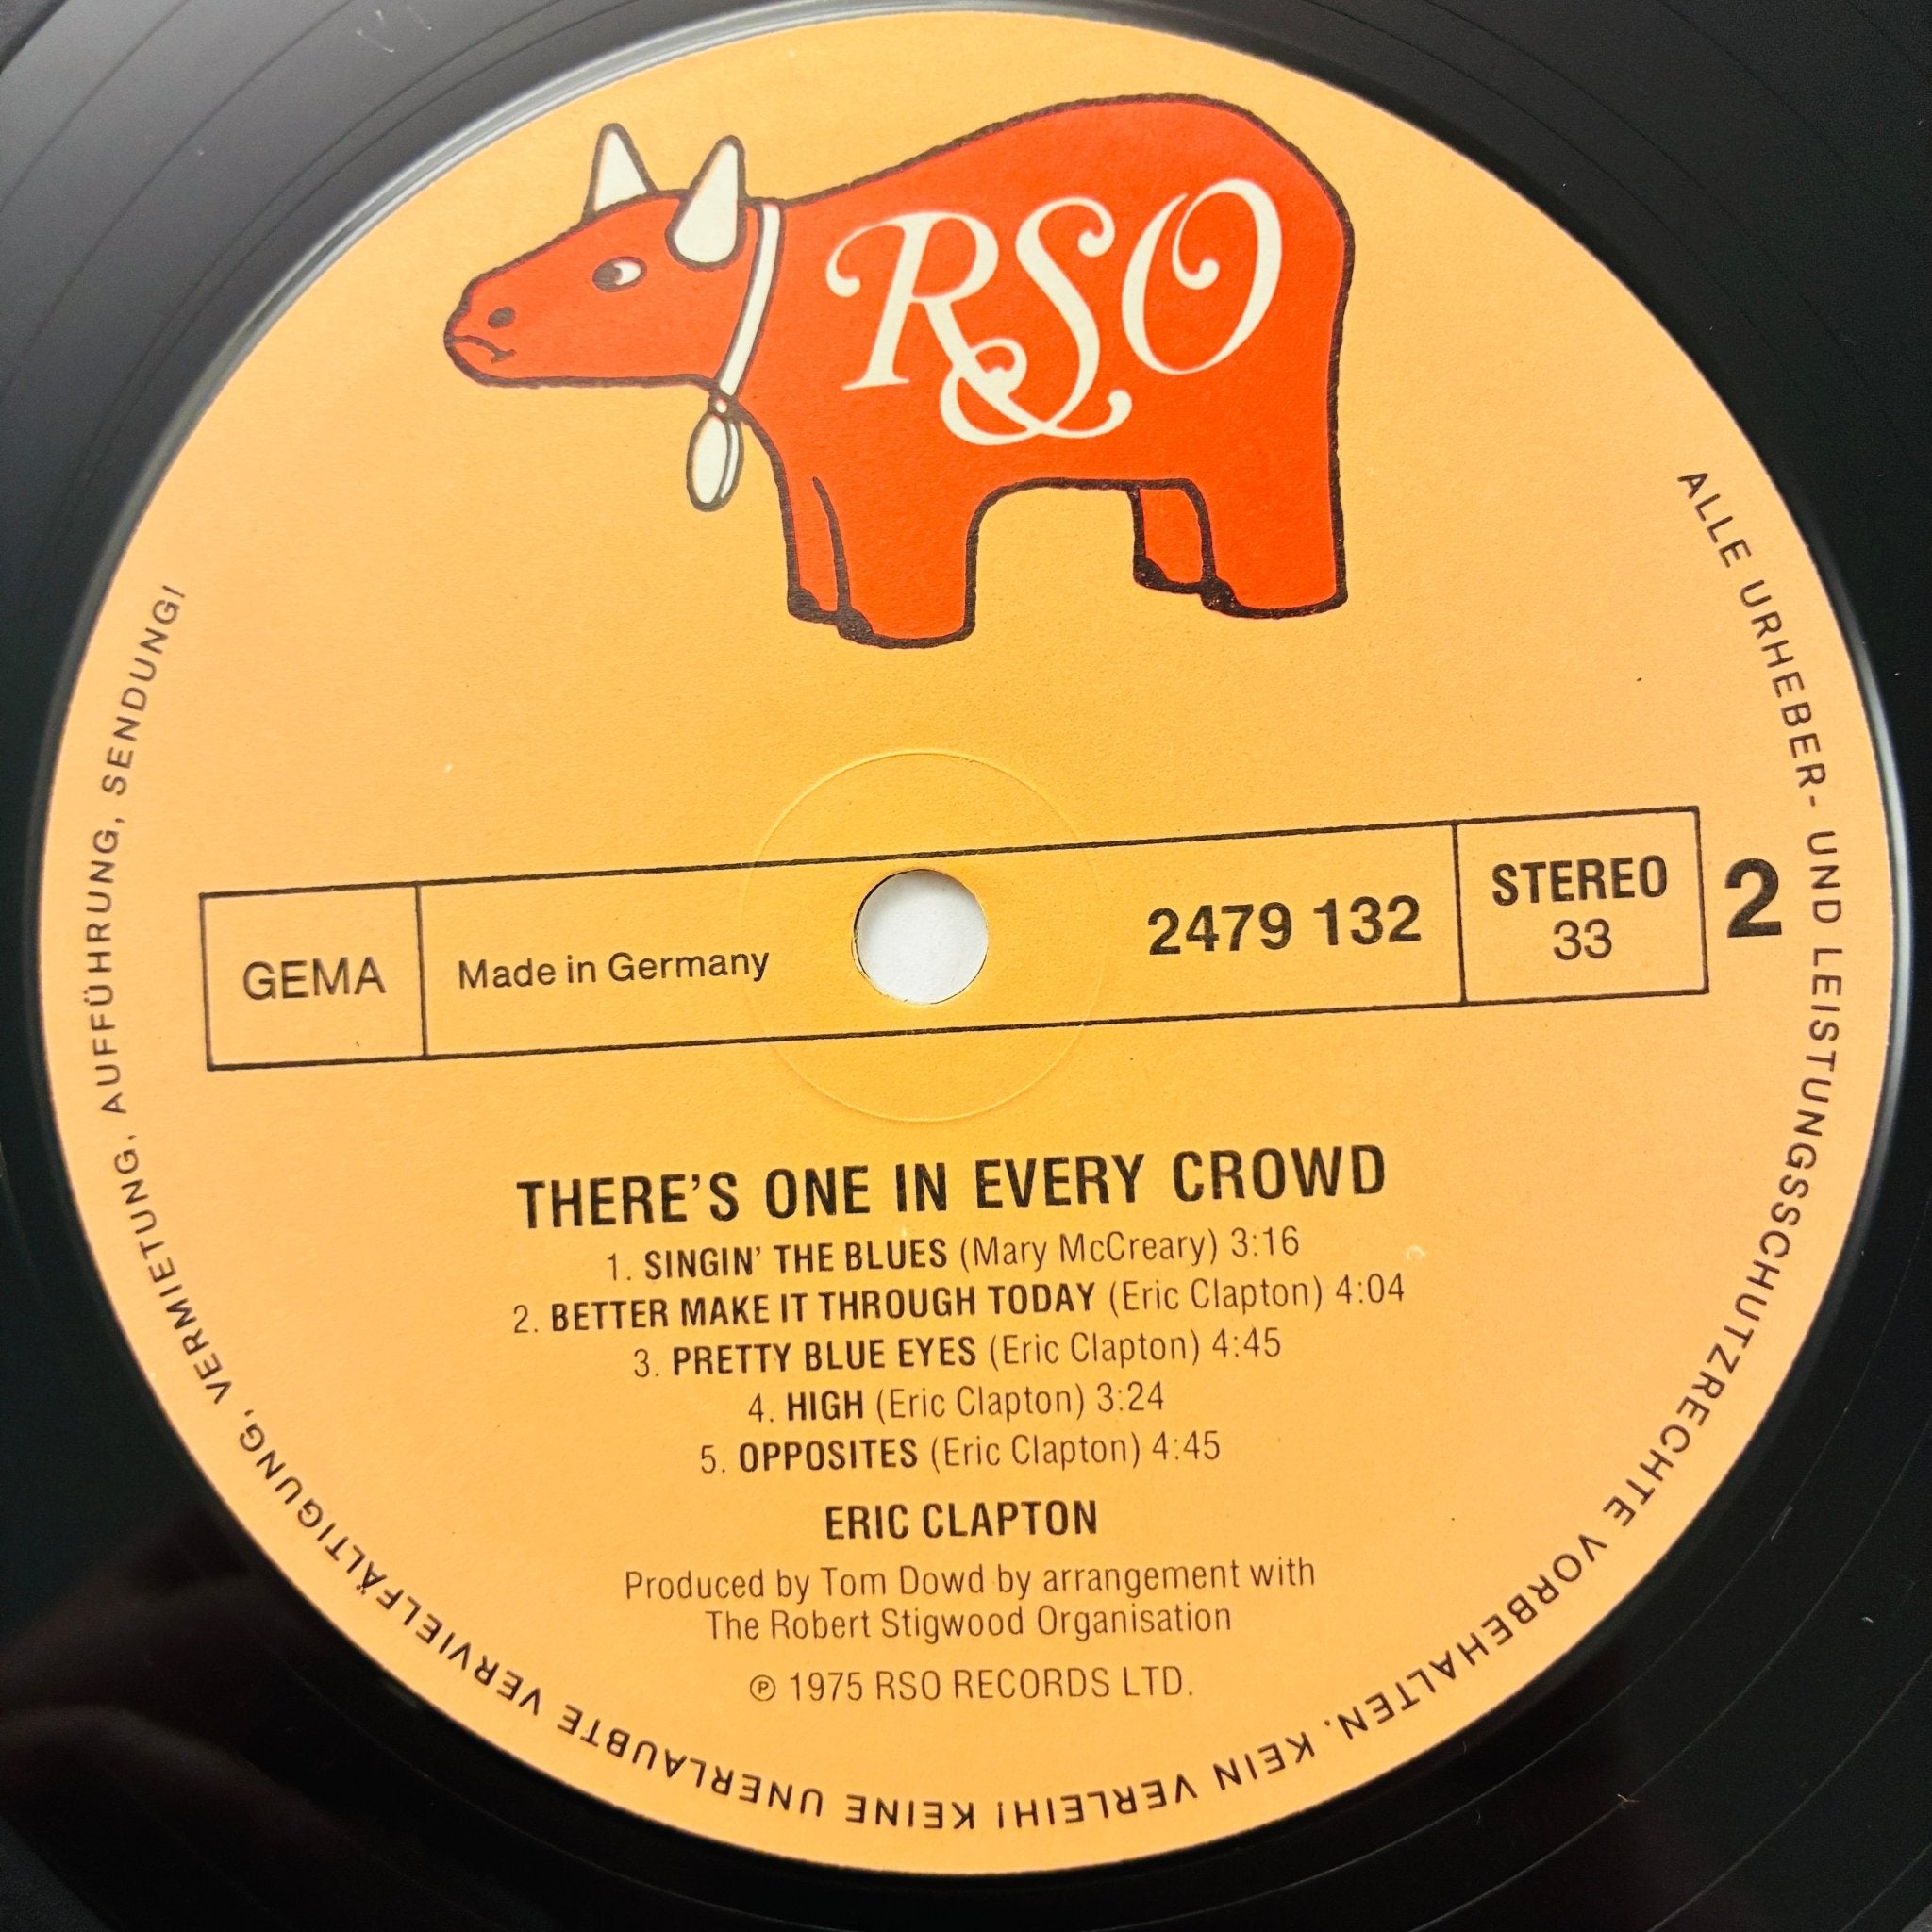 RSO
GEMA
Made in Germany
2479 132
STEREO
33
2
THERE'S ONE IN EVERY CROWD
1. SINGIN' THE BLUES (Mary McCreary) 3:16
2. BETTER MAKE IT THROUGH TODAY (Eric Clapton) 4:04
3. PRETTY BLUE EYES (Eric Clapton) 4:45
4. HIGH (Eric Clapton) 3:24
5. OPPOSITES (Eric Clapton) 4:45
ERIC CLAPTON
Produced by Tom Dowd by arrangement with
The Robert Stigwood Organisation
℗ 1975 RSO RECORDS LTD.
ALLE URHEBER- UND LEISTUNGSSCHUTZRECHTE VORBEHALTEN. KEIN VERLEIH! KEINE UNERLAUBTE VERVIELFÄLTIGUNG, VERMIETUNG, AUFFÜHRUNG, SENDUNG!